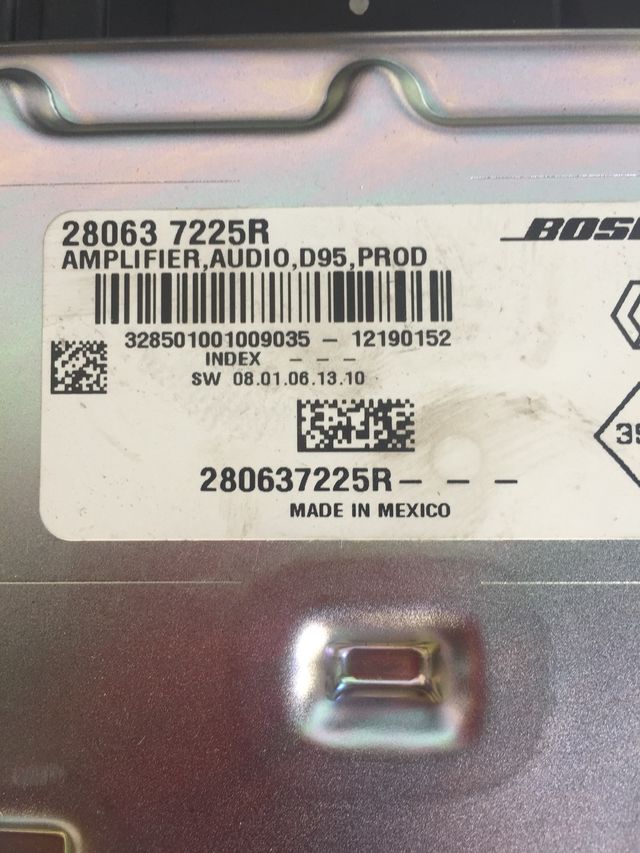 28063 7225R
BOSE
AMPLIFIER,AUDIO,D95,PROD
328501001009035 - 12190152
INDEX - - -
SW 08.01.06.13.10
280637225R- - -
MADE IN MEXICO